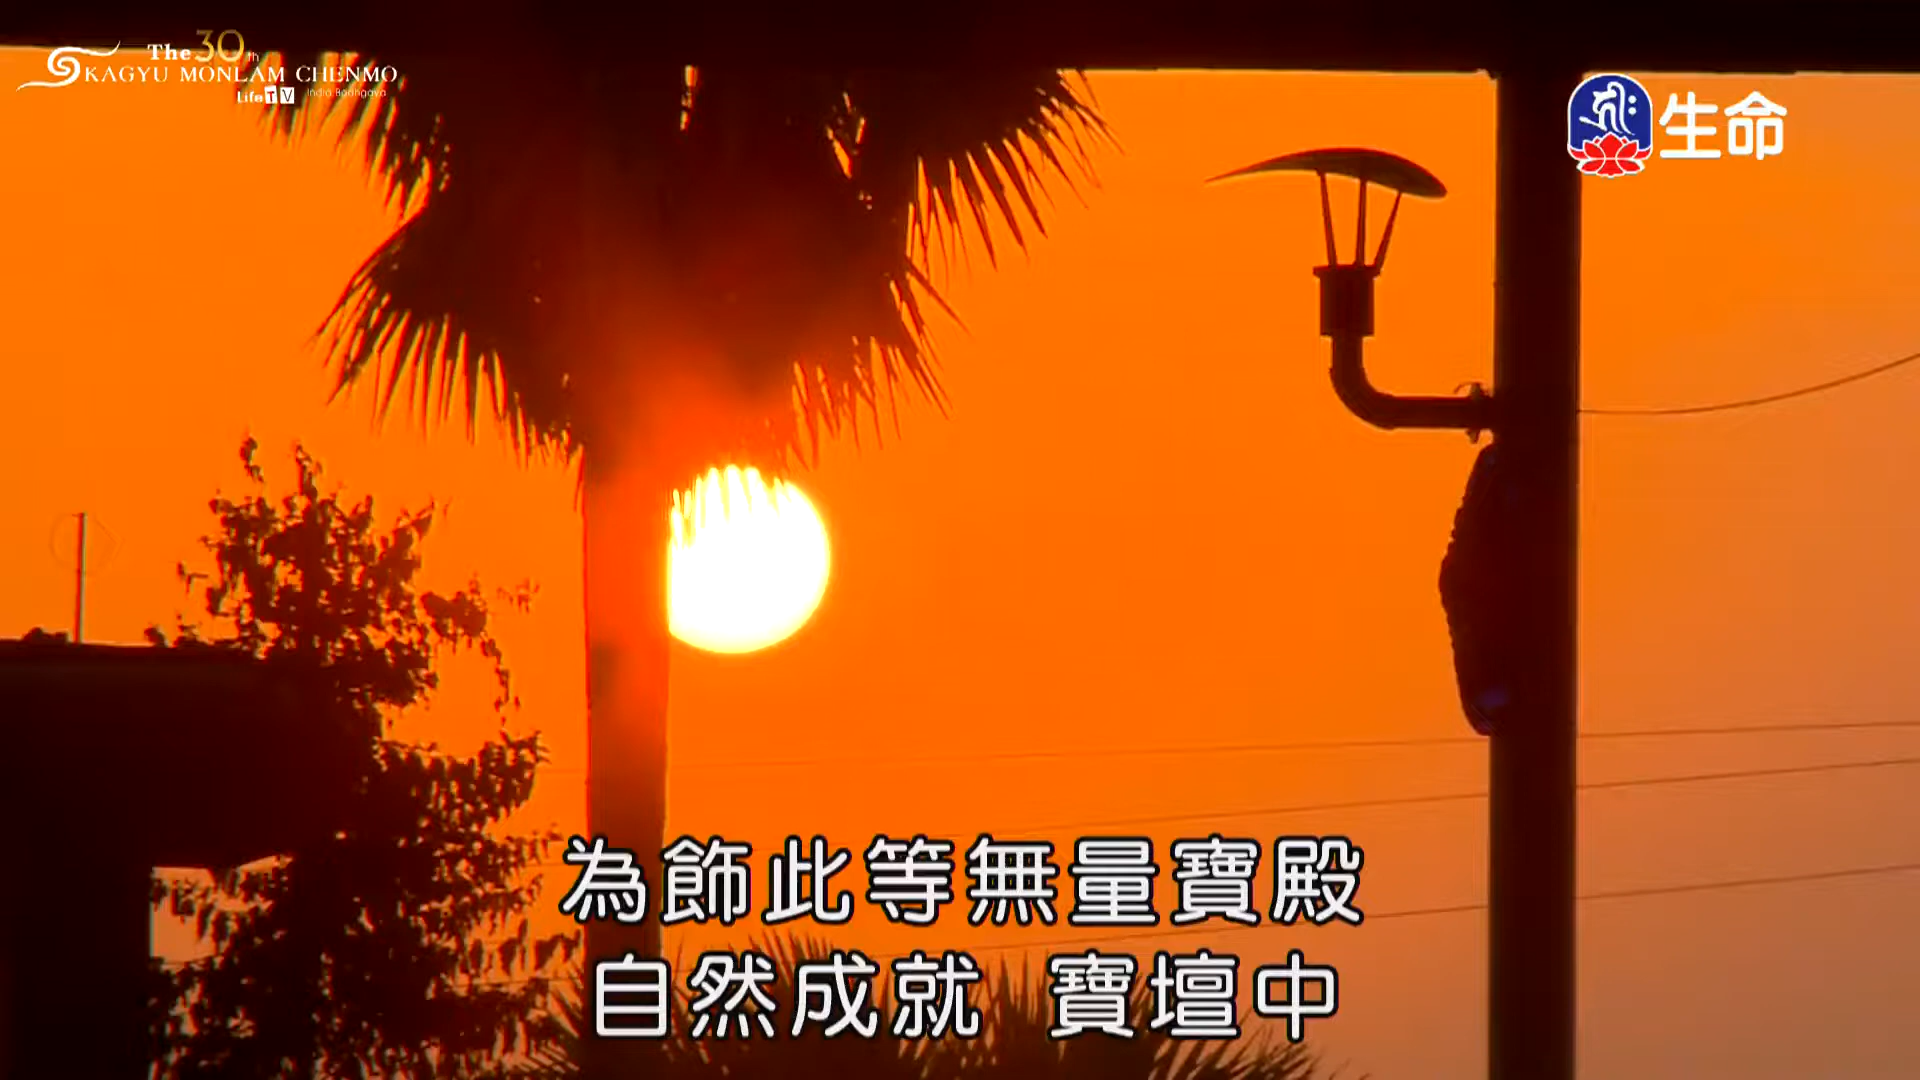 The 30th
KAGYU MONLAM CHENMO
Life TV India.Bodhgaya
生命
為飾此等無量寶殿
自然成就 寶壇中